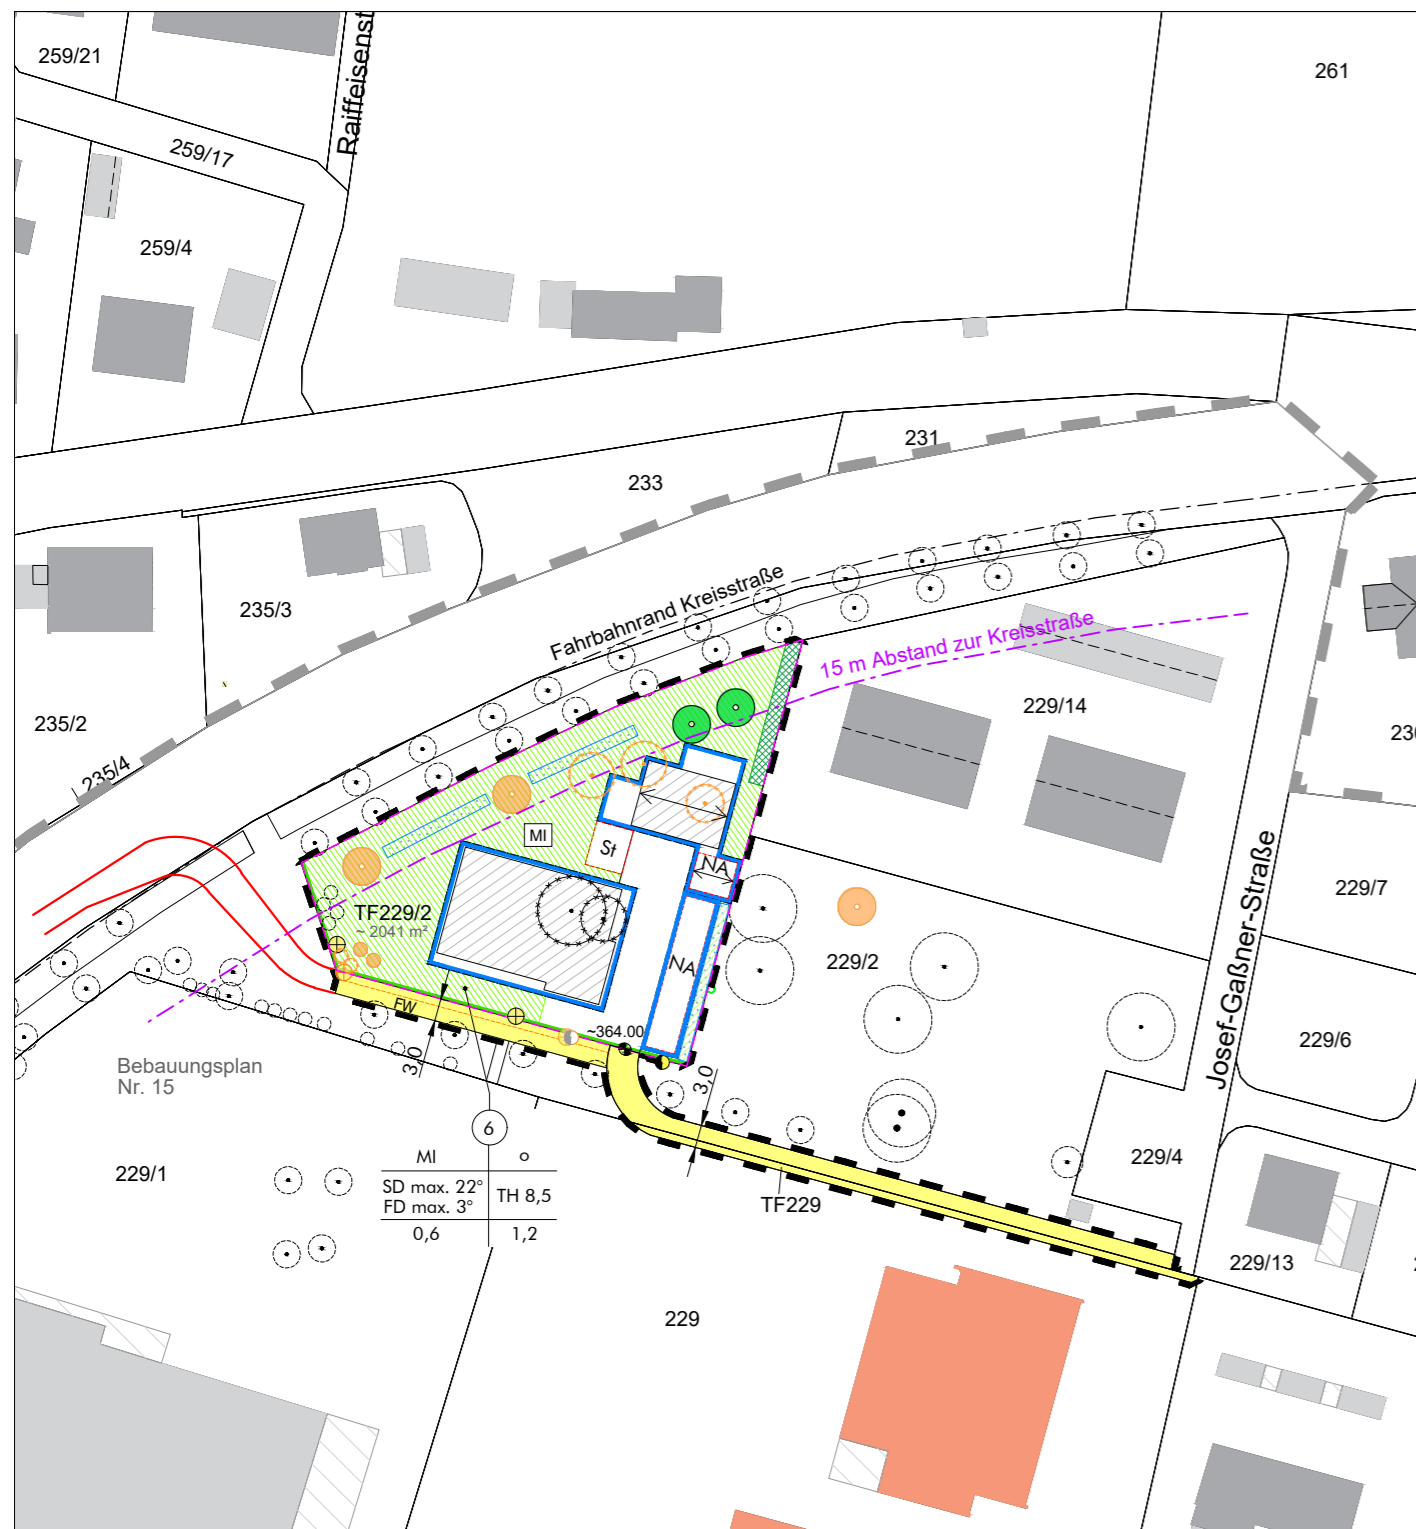 259/21
Raiffeisenst
261
259/17
259/4
231
233
235/3
Fahrbahnrand Kreisstraße
15 m Abstand zur Kreisstraße
235/2
235/4
229/14
230
MI
St
NA
229/7
TF229/2
~ 2041 m²
229/2
NA
FW
~364.00
Josef-Gaßner-Straße
229/6
Bebauungsplan
Nr. 15
3,0
3,0
6
MI o
SD max. 22°
FD max. 3°
TH 8,5
0,6 1,2
229/1
229/4
TF229
229/13
229